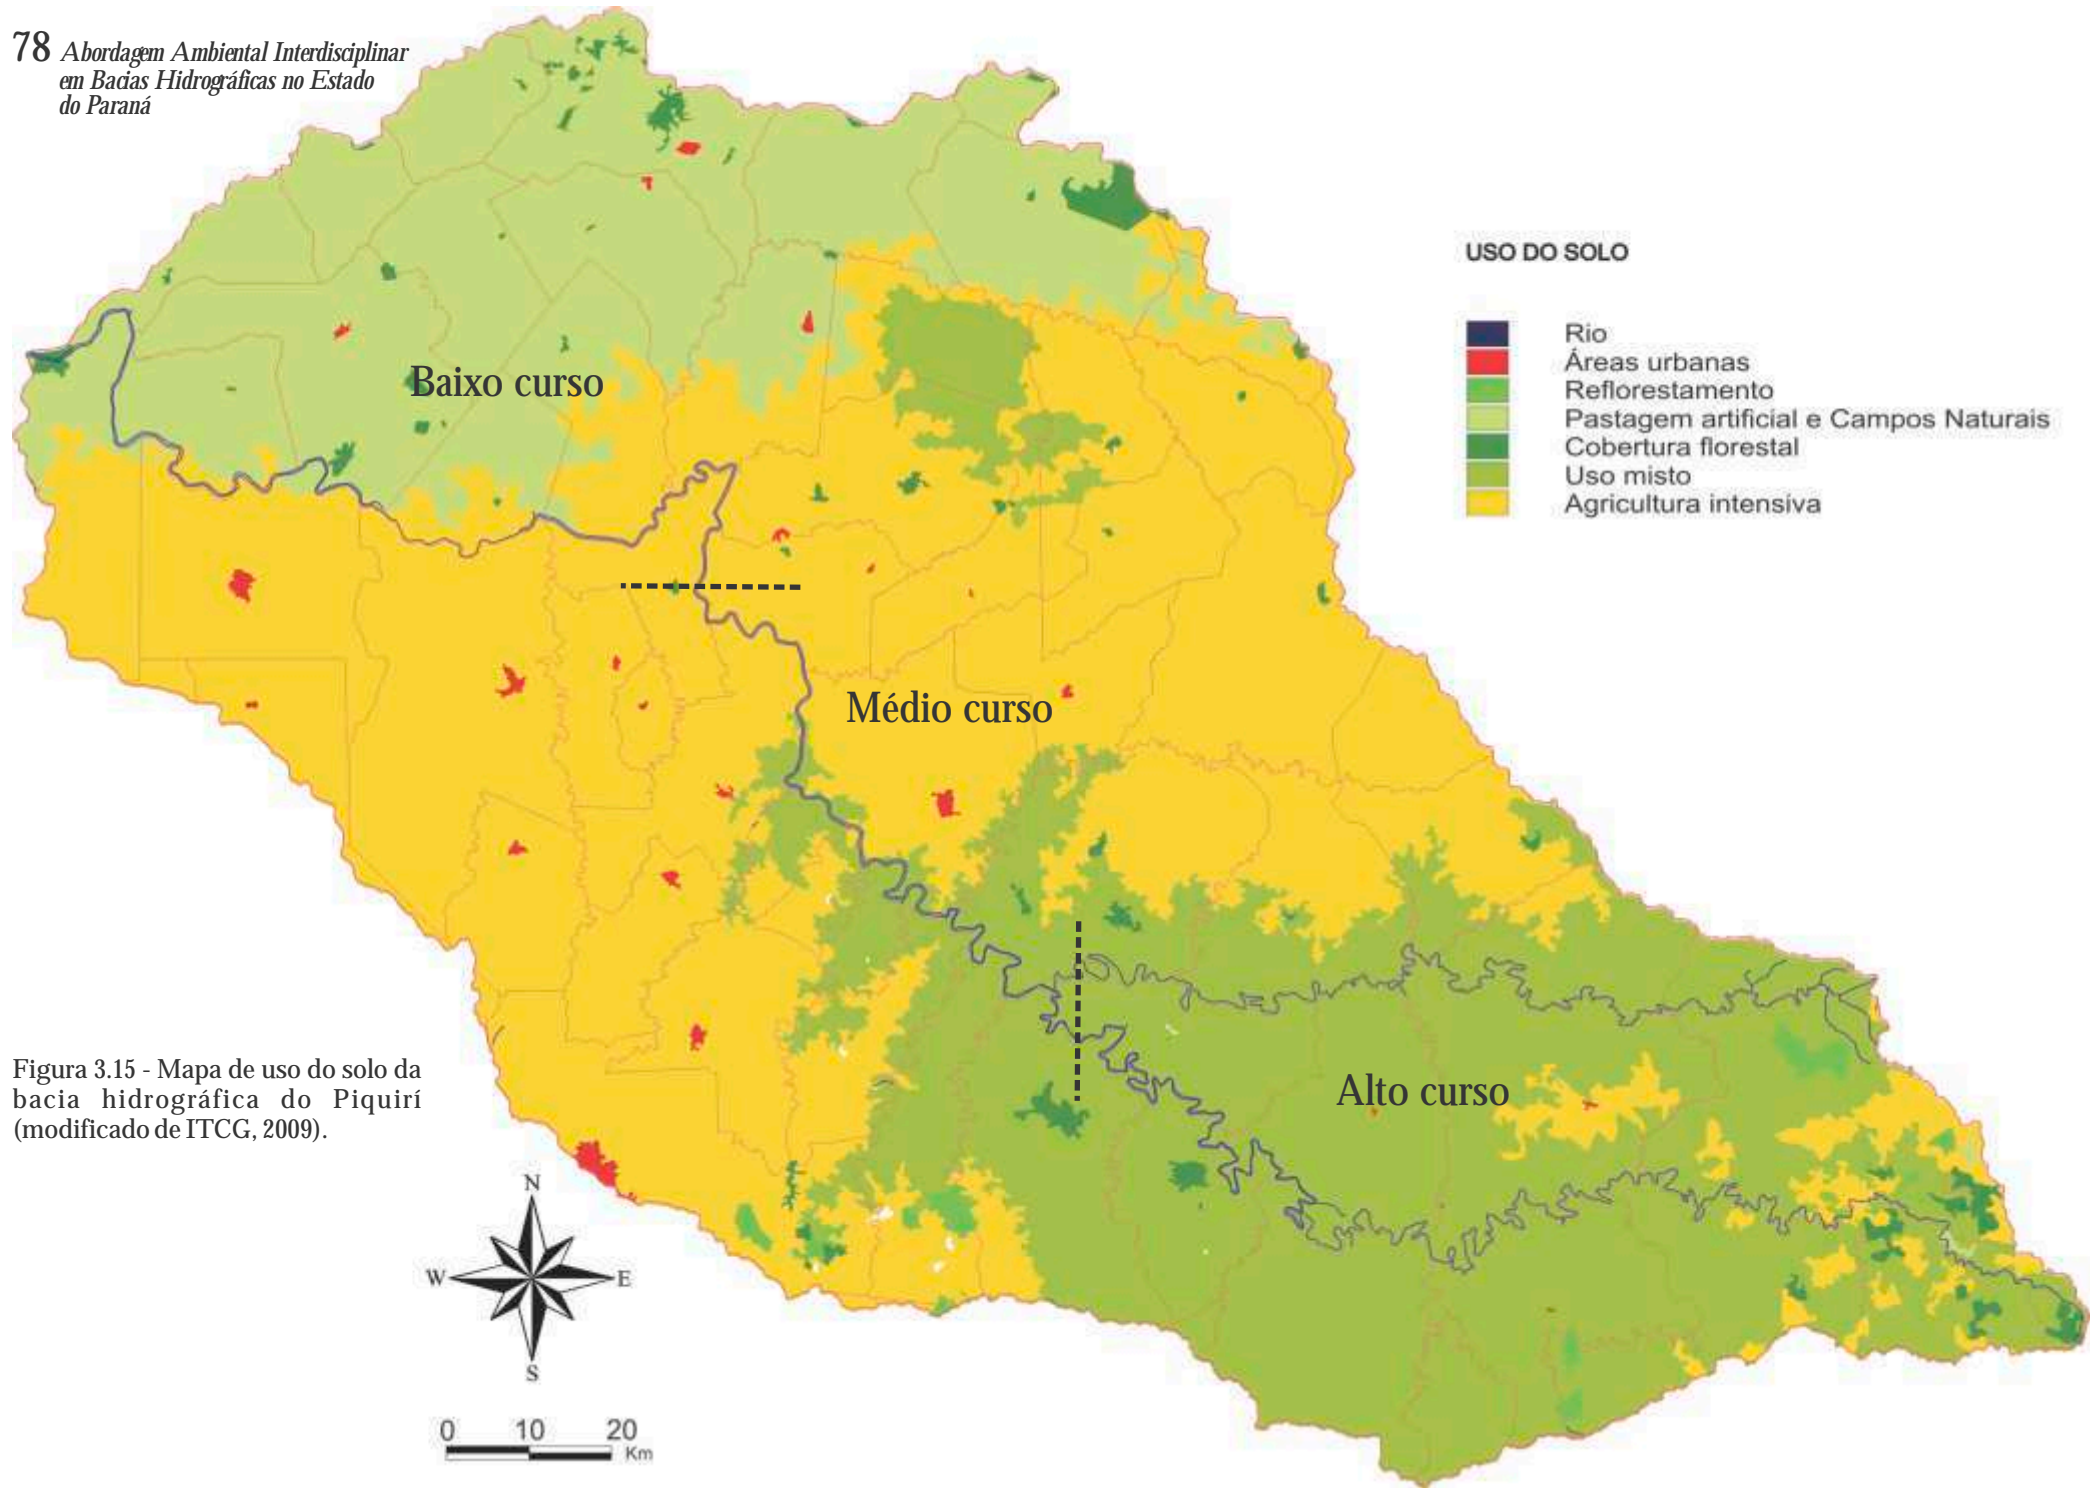 78 Abordagem Ambiental Interdisciplinar
em Bacias Hidrográficas no Estado
do Paraná
USO DO SOLO
Rio
Áreas urbanas
Reflorestamento
Pastagem artificial e Campos Naturais
Cobertura florestal
Uso misto
Agricultura intensiva
Baixo curso
Médio curso
Alto curso
Figura 3.15 - Mapa de uso do solo da
bacia hidrográfica do Piquirí
(modificado de ITCG, 2009).
N
W E
S
0 10 20
Km